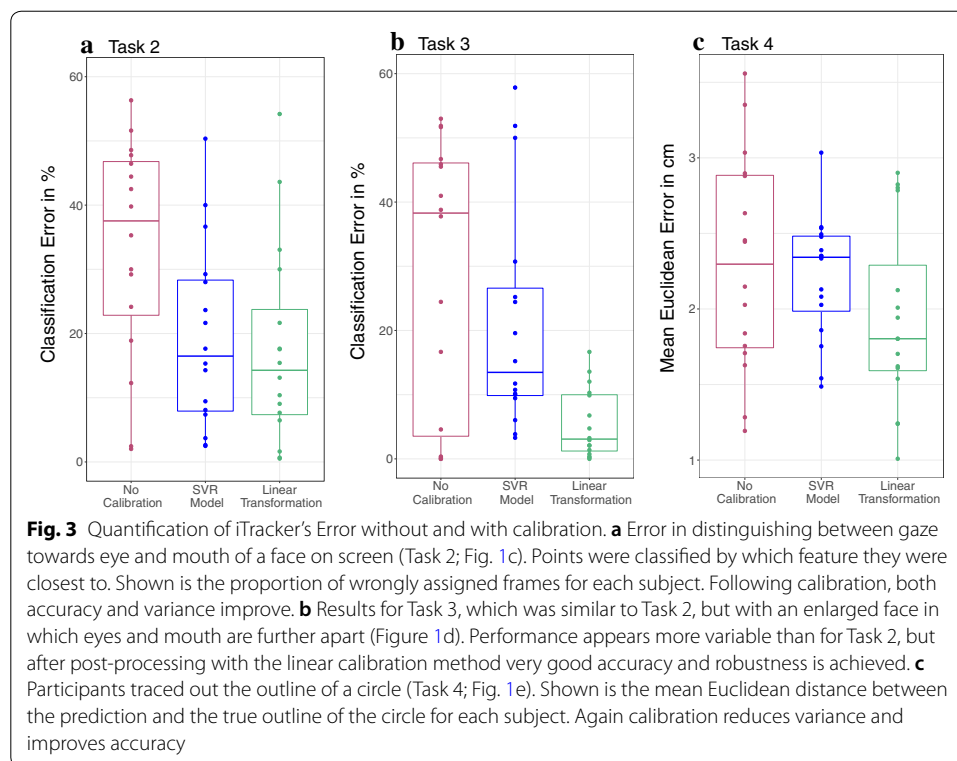 a Task 2
b Task 3
c Task 4
Classification Error in %
60
40
20
0
No Calibration
SVR Model
Linear Transformation
Classification Error in %
60
40
20
0
No Calibration
SVR Model
Linear Transformation
Mean Euclidean Error in cm
3
2
1
No Calibration
SVR Model
Linear Transformation
Fig. 3 Quantification of iTracker's Error without and with calibration. a Error in distinguishing between gaze
towards eye and mouth of a face on screen (Task 2; Fig. 1c). Points were classified by which feature they were
closest to. Shown is the proportion of wrongly assigned frames for each subject. Following calibration, both
accuracy and variance improve. b Results for Task 3, which was similar to Task 2, but with an enlarged face in
which eyes and mouth are further apart (Figure 1d). Performance appears more variable than for Task 2, but
after post-processing with the linear calibration method very good accuracy and robustness is achieved. c
Participants traced out the outline of a circle (Task 4; Fig. 1e). Shown is the mean Euclidean distance between
the prediction and the true outline of the circle for each subject. Again calibration reduces variance and
improves accuracy